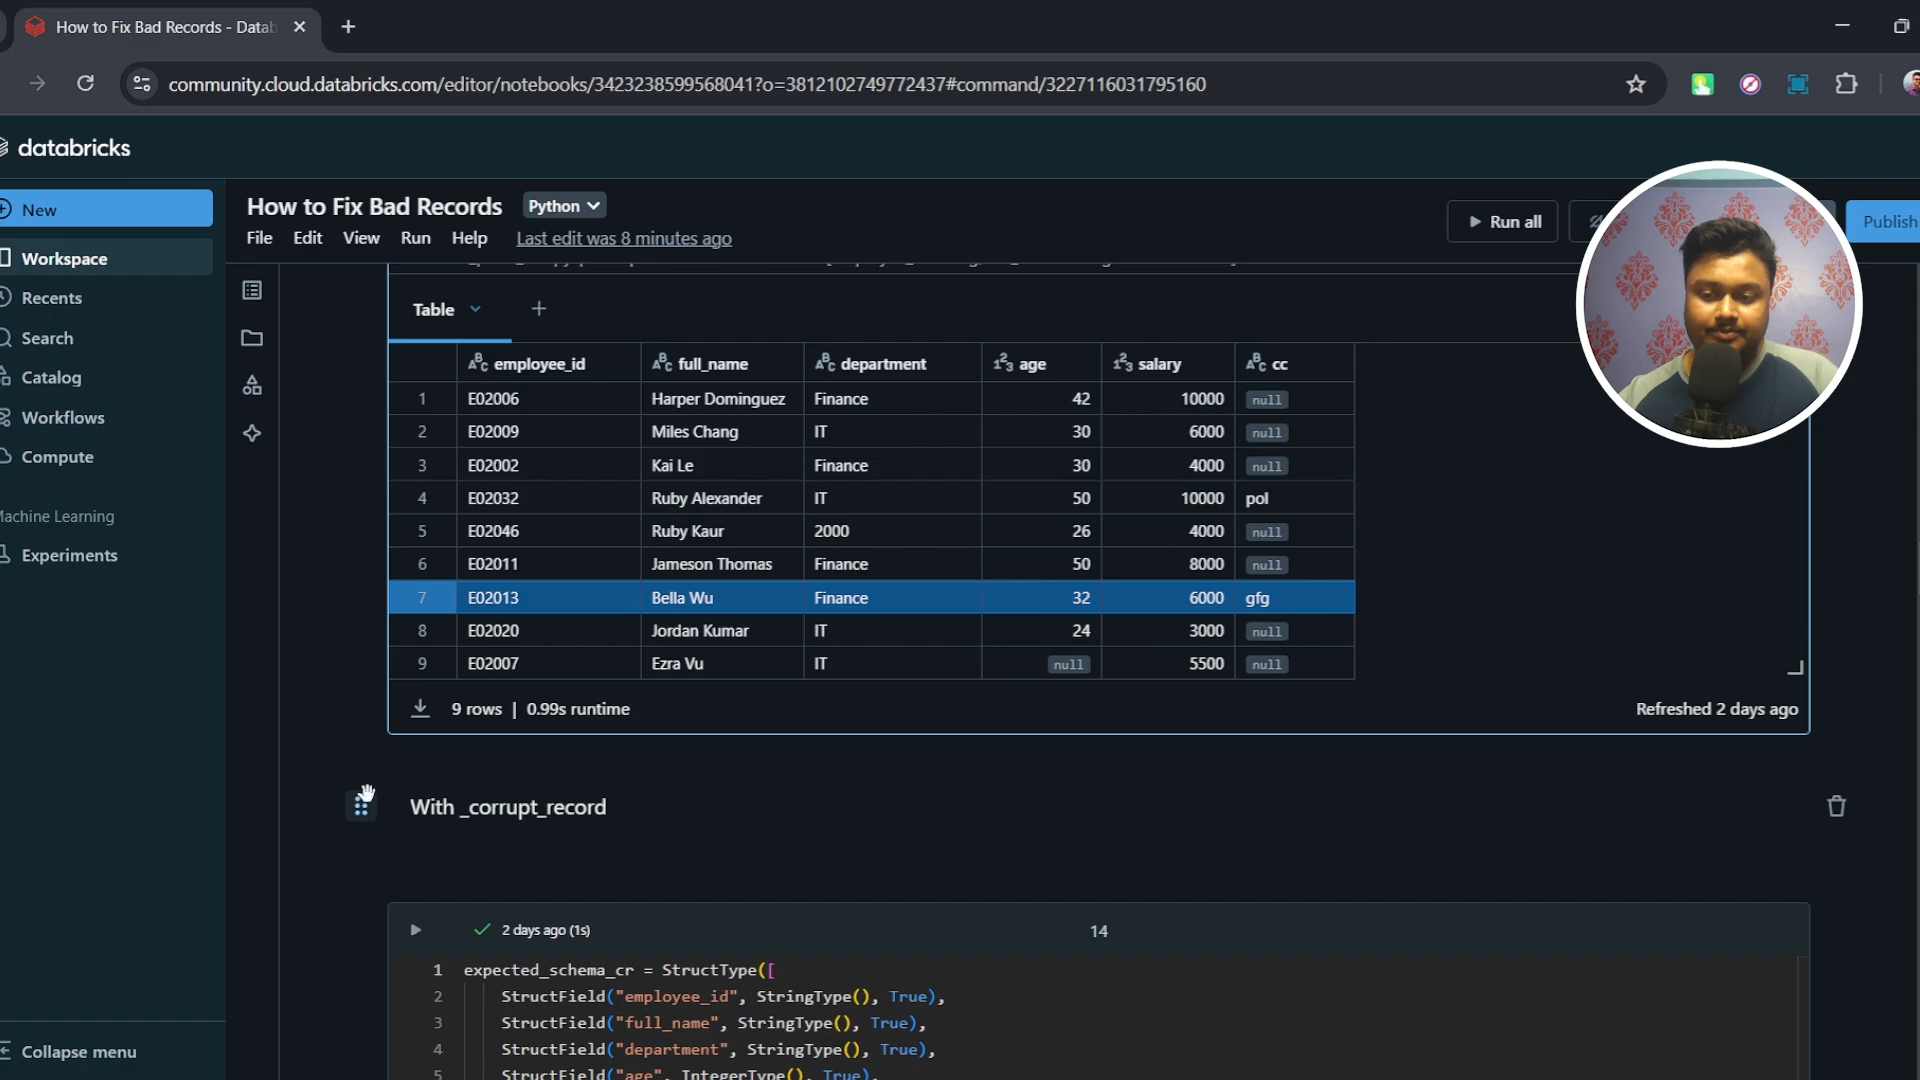 How to Fix Bad Records - Datab
community.cloud.databricks.com/editor/notebooks/3423238599568041?o=3812102749772437#command/3227116031795160
databricks
New
Workspace
Recents
Search
Catalog
Workflows
Compute
Machine Learning
Experiments
Collapse menu
How to Fix Bad Records
Python
File Edit View Run Help Last edit was 8 minutes ago
Run all
Publish
Table
employee_id full_name department age salary cc
1 E02006 Harper Dominguez Finance 42 10000 null
2 E02009 Miles Chang IT 30 6000 null
3 E02002 Kai Le Finance 30 4000 null
4 E02032 Ruby Alexander IT 50 10000 pol
5 E02046 Ruby Kaur 2000 26 4000 null
6 E02011 Jameson Thomas Finance 50 8000 null
7 E02013 Bella Wu Finance 32 6000 gfg
8 E02020 Jordan Kumar IT 24 3000 null
9 E02007 Ezra Vu IT null 5500 null
9 rows | 0.99s runtime
Refreshed 2 days ago
With _corrupt_record
2 days ago (1s)
14
1 expected_schema_cr = StructType([
2 StructField("employee_id", StringType(), True),
3 StructField("full_name", StringType(), True),
4 StructField("department", StringType(), True),
5 StructField("age", IntegerType(), True),